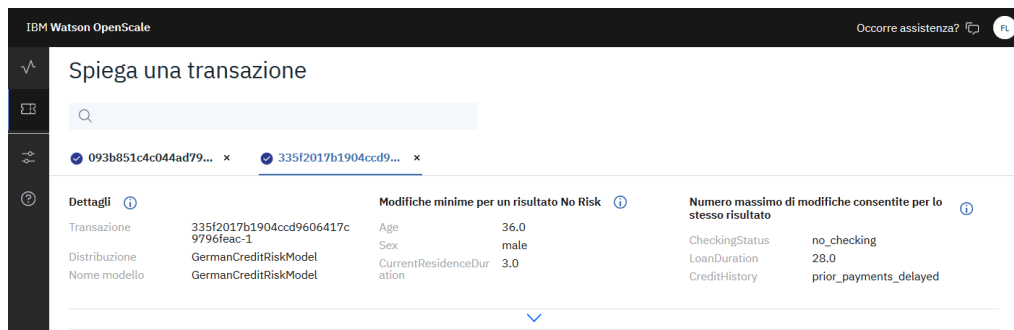 IBM Watson OpenScale
Occorre assistenza?
FL
Spiega una transazione
093b851c4c044ad79... ×
335f2017b1904ccd9... ×
Dettagli
Transazione 335f2017b1904ccd9606417c
9796feac-1
Distribuzione GermanCreditRiskModel
Nome modello GermanCreditRiskModel
Modifiche minime per un risultato No Risk
Age 36.0
Sex male
CurrentResidenceDur 3.0
ation
Numero massimo di modifiche consentite per lo
stesso risultato
CheckingStatus no_checking
LoanDuration 28.0
CreditHistory prior_payments_delayed